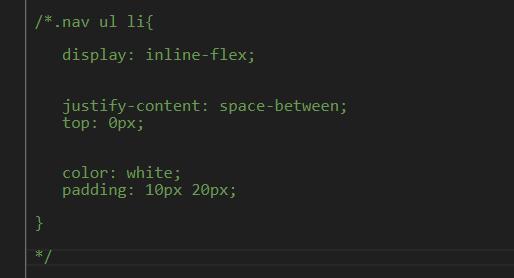 /*.nav ul li{
display: inline-flex;
justify-content: space-between;
top: 0px;
color: white;
padding: 10px 20px;
}
*/